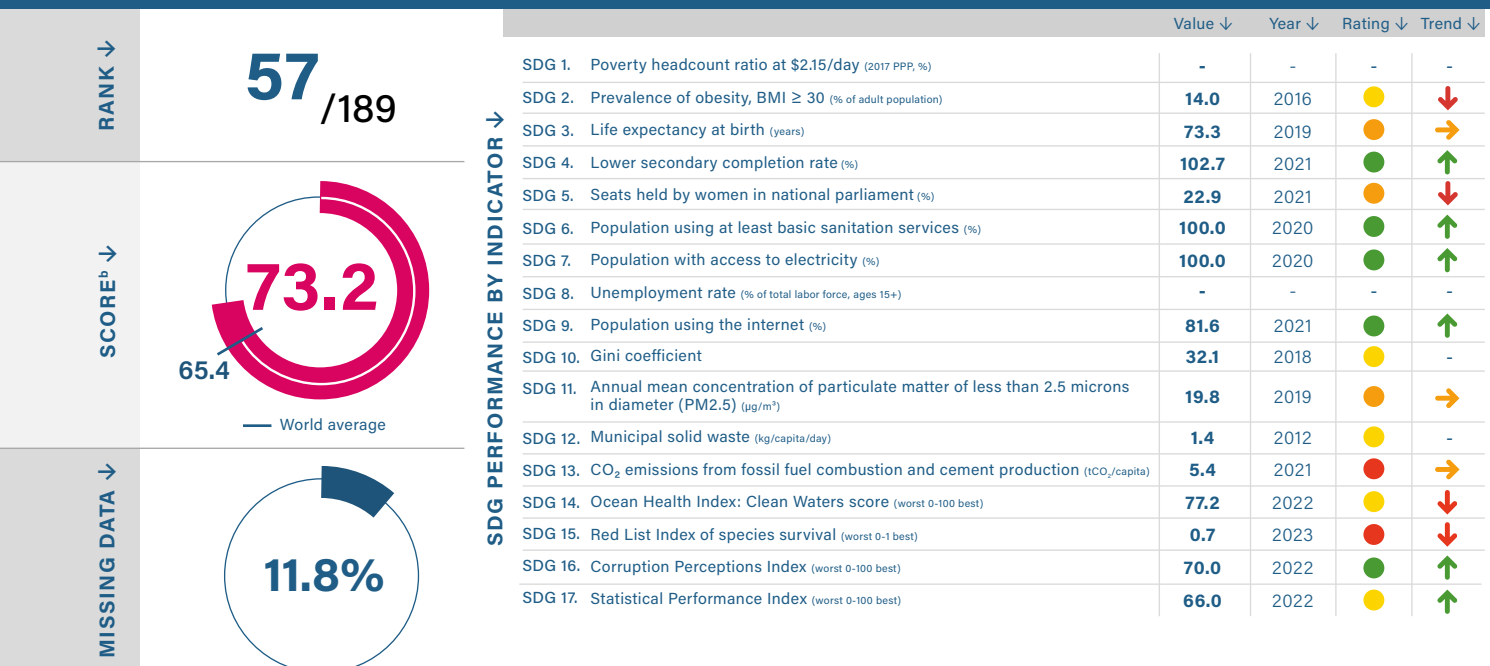 RANK →
57/189
SCOREᵇ →
73.2
65.4
World average
MISSING DATA →
11.8%
SDG PERFORMANCE BY INDICATOR →
Value ↓ Year ↓ Rating ↓ Trend ↓
SDG 1. Poverty headcount ratio at $2.15/day (2017 PPP, %) - - - -
SDG 2. Prevalence of obesity, BMI ≥ 30 (% of adult population) 14.0 2016 ↓
SDG 3. Life expectancy at birth (years) 73.3 2019 →
SDG 4. Lower secondary completion rate (%) 102.7 2021 ↑
SDG 5. Seats held by women in national parliament (%) 22.9 2021 ↓
SDG 6. Population using at least basic sanitation services (%) 100.0 2020 ↑
SDG 7. Population with access to electricity (%) 100.0 2020 ↑
SDG 8. Unemployment rate (% of total labor force, ages 15+) - - - -
SDG 9. Population using the internet (%) 81.6 2021 ↑
SDG 10. Gini coefficient 32.1 2018 -
SDG 11. Annual mean concentration of particulate matter of less than 2.5 microns
in diameter (PM2.5) (μg/m³) 19.8 2019 →
SDG 12. Municipal solid waste (kg/capita/day) 1.4 2012 -
SDG 13. CO₂ emissions from fossil fuel combustion and cement production (tCO₂/capita) 5.4 2021 →
SDG 14. Ocean Health Index: Clean Waters score (worst 0-100 best) 77.2 2022 ↓
SDG 15. Red List Index of species survival (worst 0-1 best) 0.7 2023 ↓
SDG 16. Corruption Perceptions Index (worst 0-100 best) 70.0 2022 ↑
SDG 17. Statistical Performance Index (worst 0-100 best) 66.0 2022 ↑